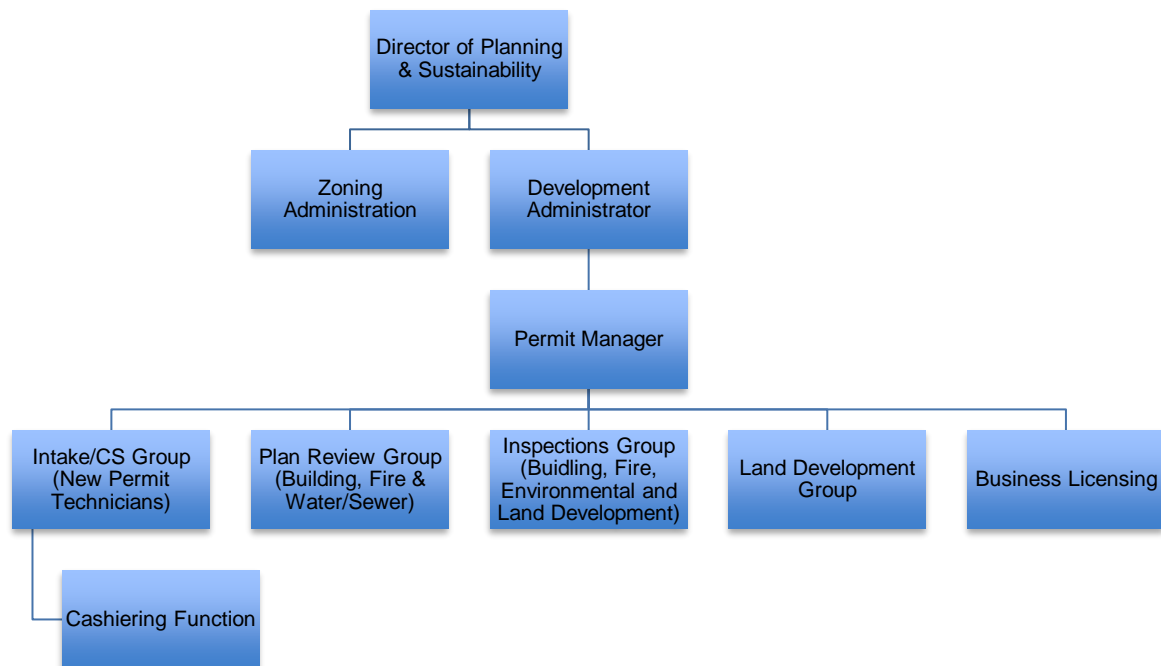 Director of Planning
& Sustainability
Zoning
Administration
Development
Administrator
Permit Manager
Intake/CS Group
(New Permit
Technicians)
Plan Review Group
(Building, Fire &
Water/Sewer)
Inspections Group
(Buidling, Fire,
Environmental and
Land Development)
Land Development
Group
Business Licensing
Cashiering Function